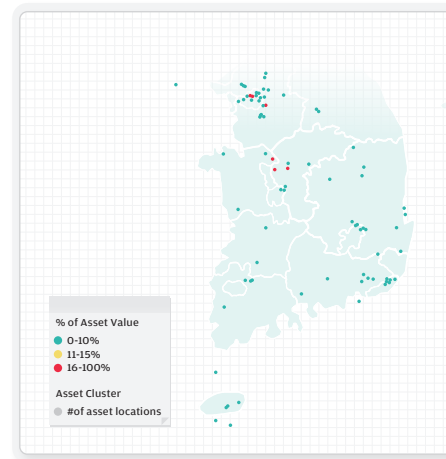 % of Asset Value
0-10%
11-15%
16-100%
Asset Cluster
#of asset locations